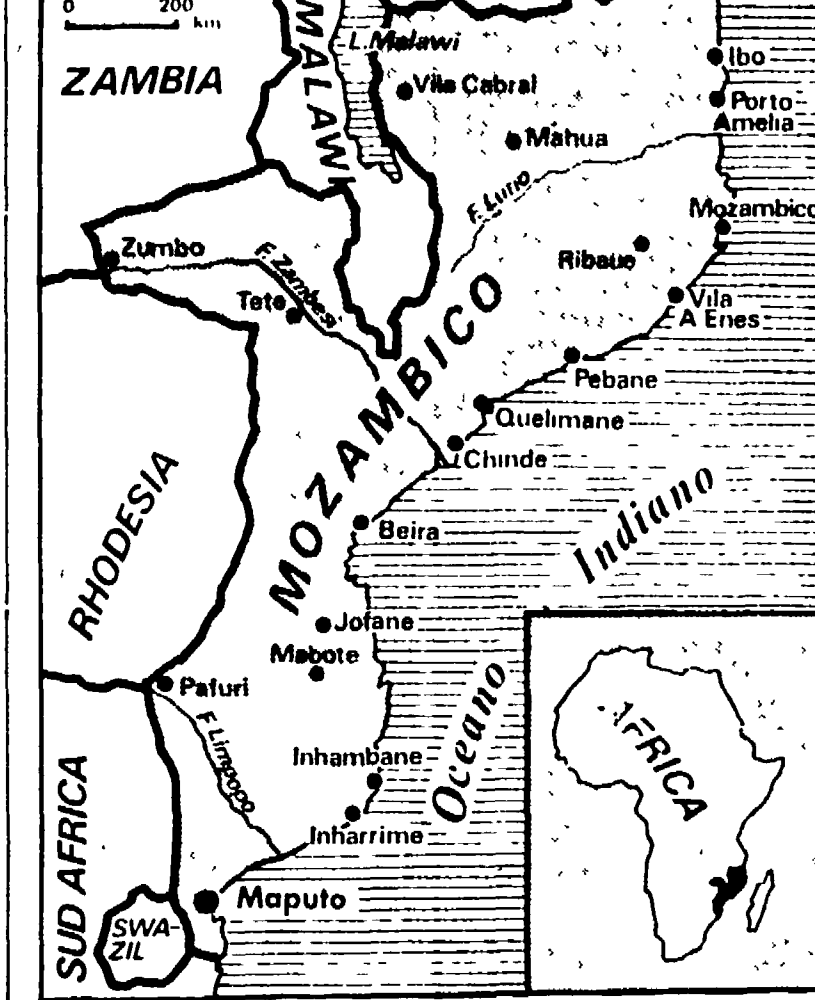 0 200
km
MALAWI
L.Malawi
ZAMBIA
Ibo
Vila Cabral
Porto
Amelia
Mahua
F. Lurio
Mozambico
Zumbo
F. Zambesi
Ribaue
Tete
Vila
A Enes
MOZAMBICO
Pebane
Quelimane
Chinde
RHODESIA
Indiano
Beira
Jofane
Mabote
Pafuri
Oceano
AFRICA
F Limpopo
Inhambane
SUD AFRICA
Inharrime
Maputo
SWA-
ZIL